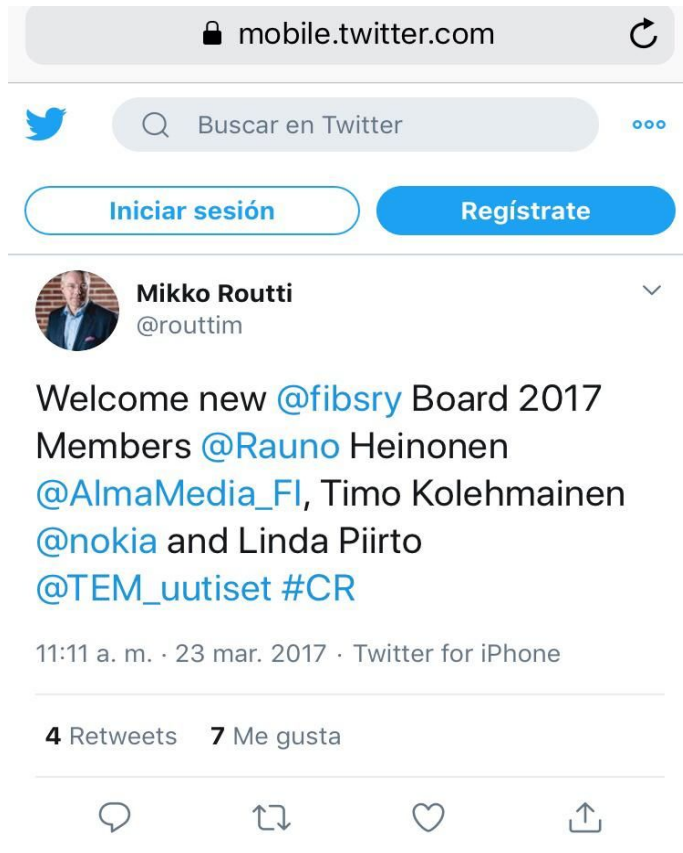 mobile.twitter.com
Buscar en Twitter
Iniciar sesión
Regístrate
Mikko Routti
@routtim
Welcome new @fibsry Board 2017
Members @Rauno Heinonen
@AlmaMedia_FI, Timo Kolehmainen
@nokia and Linda Piirto
@TEM_uutiset #CR
11:11 a. m. · 23 mar. 2017 · Twitter for iPhone
4 Retweets 7 Me gusta